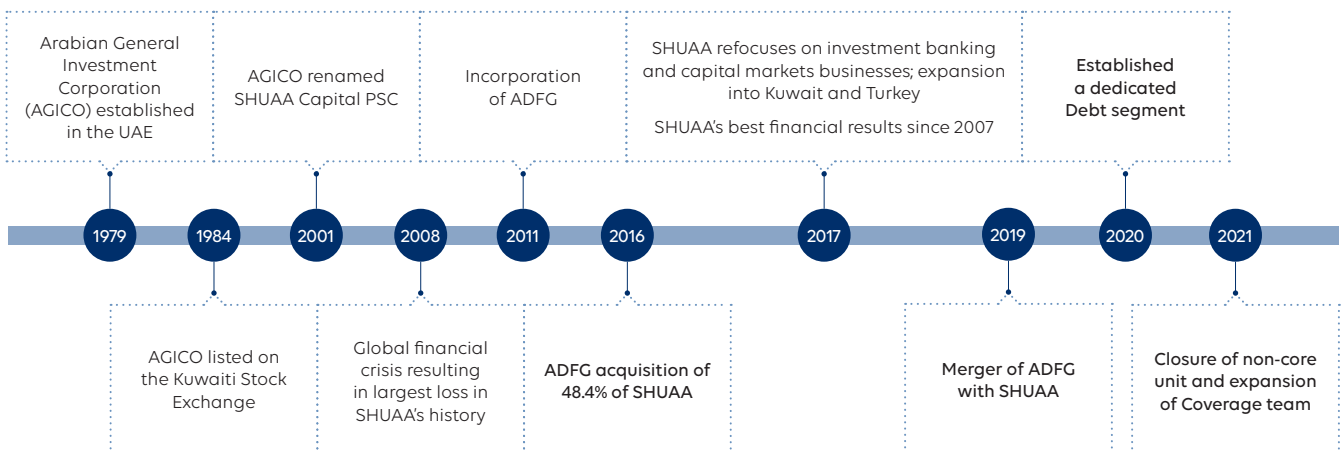 Arabian General
Investment
Corporation
(AGICO) established
in the UAE
AGICO renamed
SHUAA Capital PSC
Incorporation
of ADFG
SHUAA refocuses on investment banking
and capital markets businesses; expansion
into Kuwait and Turkey
SHUAA's best financial results since 2007
Established
a dedicated
Debt segment
1979
1984
2001
2008
2011
2016
2017
2019
2020
2021
AGICO listed on
the Kuwaiti Stock
Exchange
Global financial
crisis resulting
in largest loss in
SHUAA's history
ADFG acquisition of
48.4% of SHUAA
Merger of ADFG
with SHUAA
Closure of non-core
unit and expansion
of Coverage team